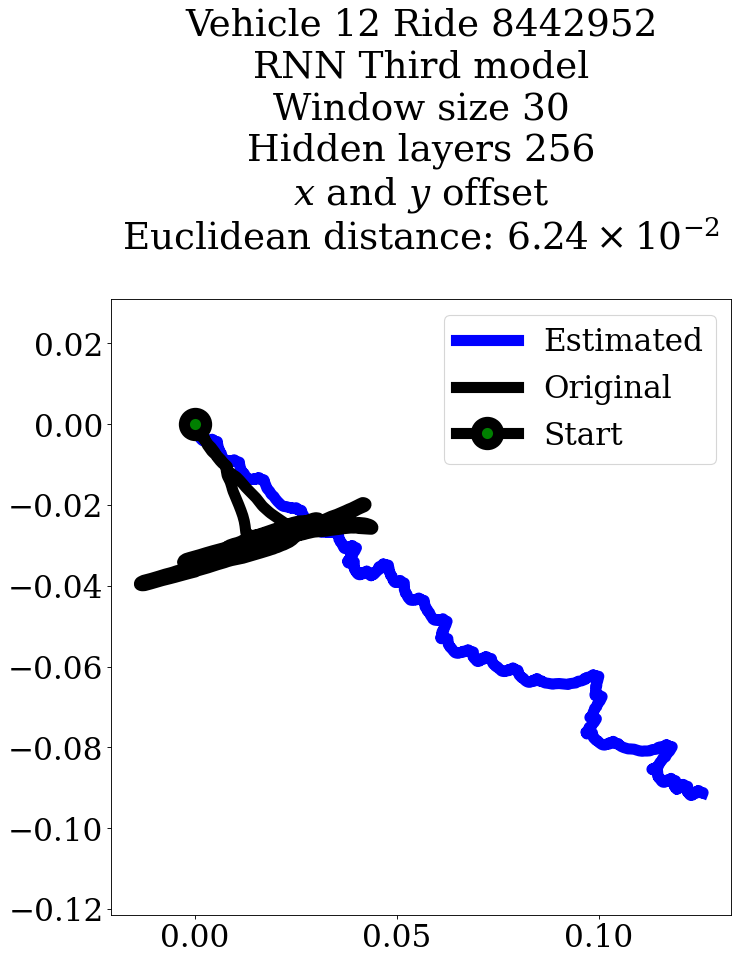 Vehicle 12 Ride 8442952
RNN Third model
Window size 30
Hidden layers 256
x and y offset
Euclidean distance: 6.24 × 10⁻²
Estimated
Original
Start
0.02
0.00
−0.02
−0.04
−0.06
−0.08
−0.10
−0.12
0.00 0.05 0.10